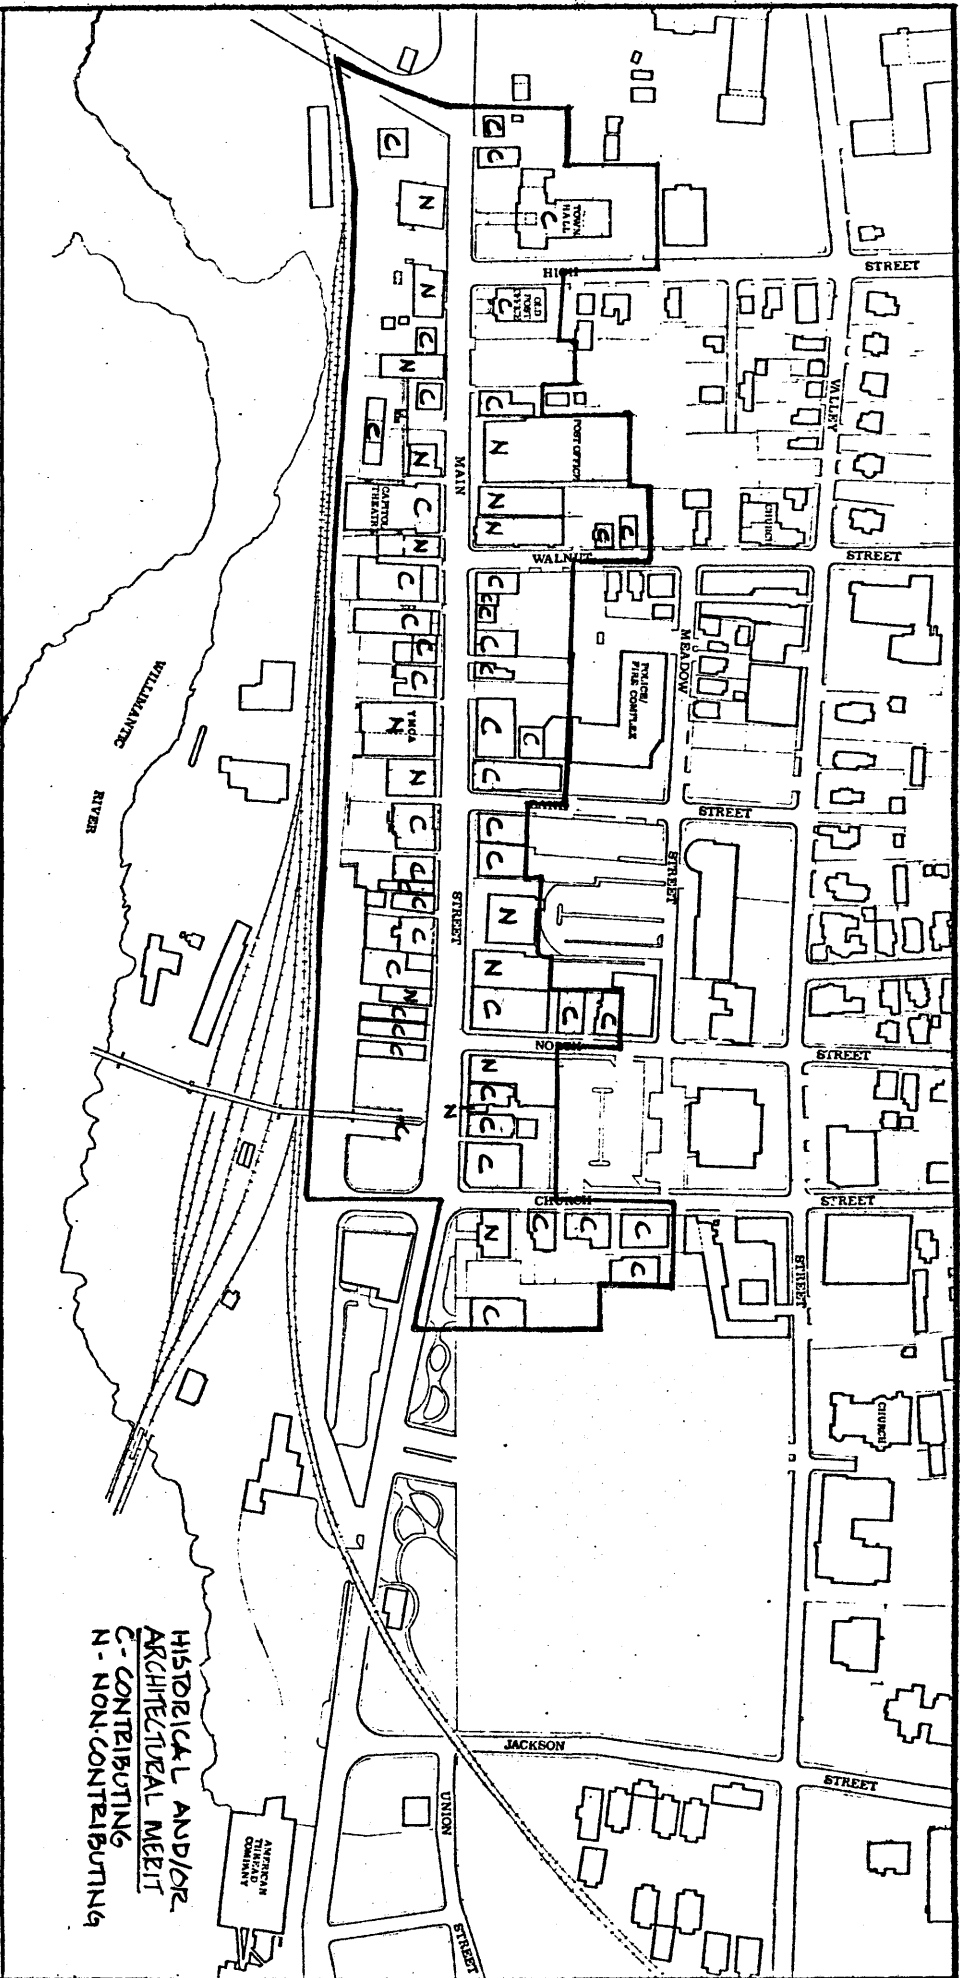 STREET
VALLEY
STREET
STREET
STREET
STREET
STREET
STREET
CHURCH
CHURCH
MEADOW
STREET
POLICE/
FIRE COMPLEX
C
C
TOWN
HALL
C
HIGH
OLD
POST
OFFICE
C
C
POST OFFICE
N
N
N
C
C
WALNUT
C
C
C
C
C
C
C
C
C
BANK
C
C
N
N
C
C
C
NORTH
N
C
C
C
N
CHURCH
N
C
C
C
C
C
JACKSON
MAIN
STREET
C
N
N
C
N
C
C
N
CAPITOL
THEATRE
C
N
C
C
C
C
YMCA
N
N
C
C
C
C
C
N
C
C
C
C
UNION
STREET
WILLIMANTIC
RIVER
AMERICAN
THREAD
COMPANY
HISTORICAL AND/OR
ARCHITECTURAL MERIT
C - CONTRIBUTING
N - NON-CONTRIBUTING